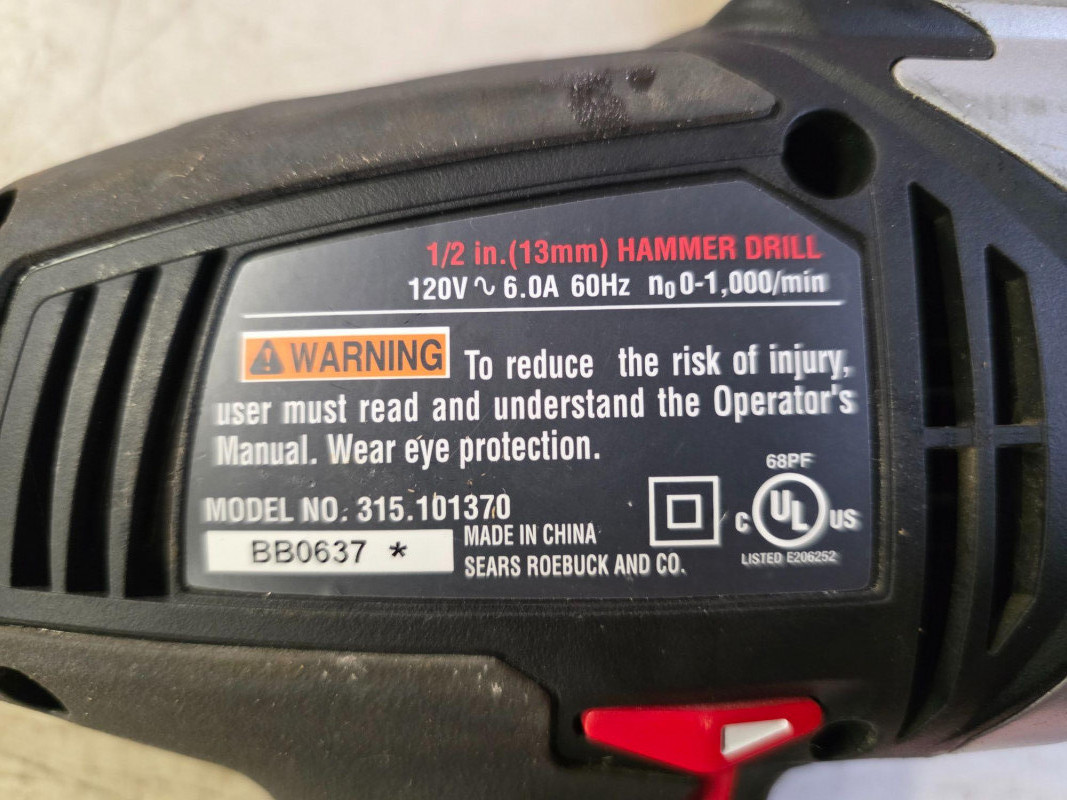 1/2 in.(13mm) HAMMER DRILL
120V ∿ 6.0A 60Hz n₀ 0-1,000/min
⚠ WARNING To reduce the risk of injury,
user must read and understand the Operator's
Manual. Wear eye protection.
MODEL NO. 315.101370
BB0637 *
MADE IN CHINA
SEARS ROEBUCK AND CO.
68PF
C UL US
LISTED E206252